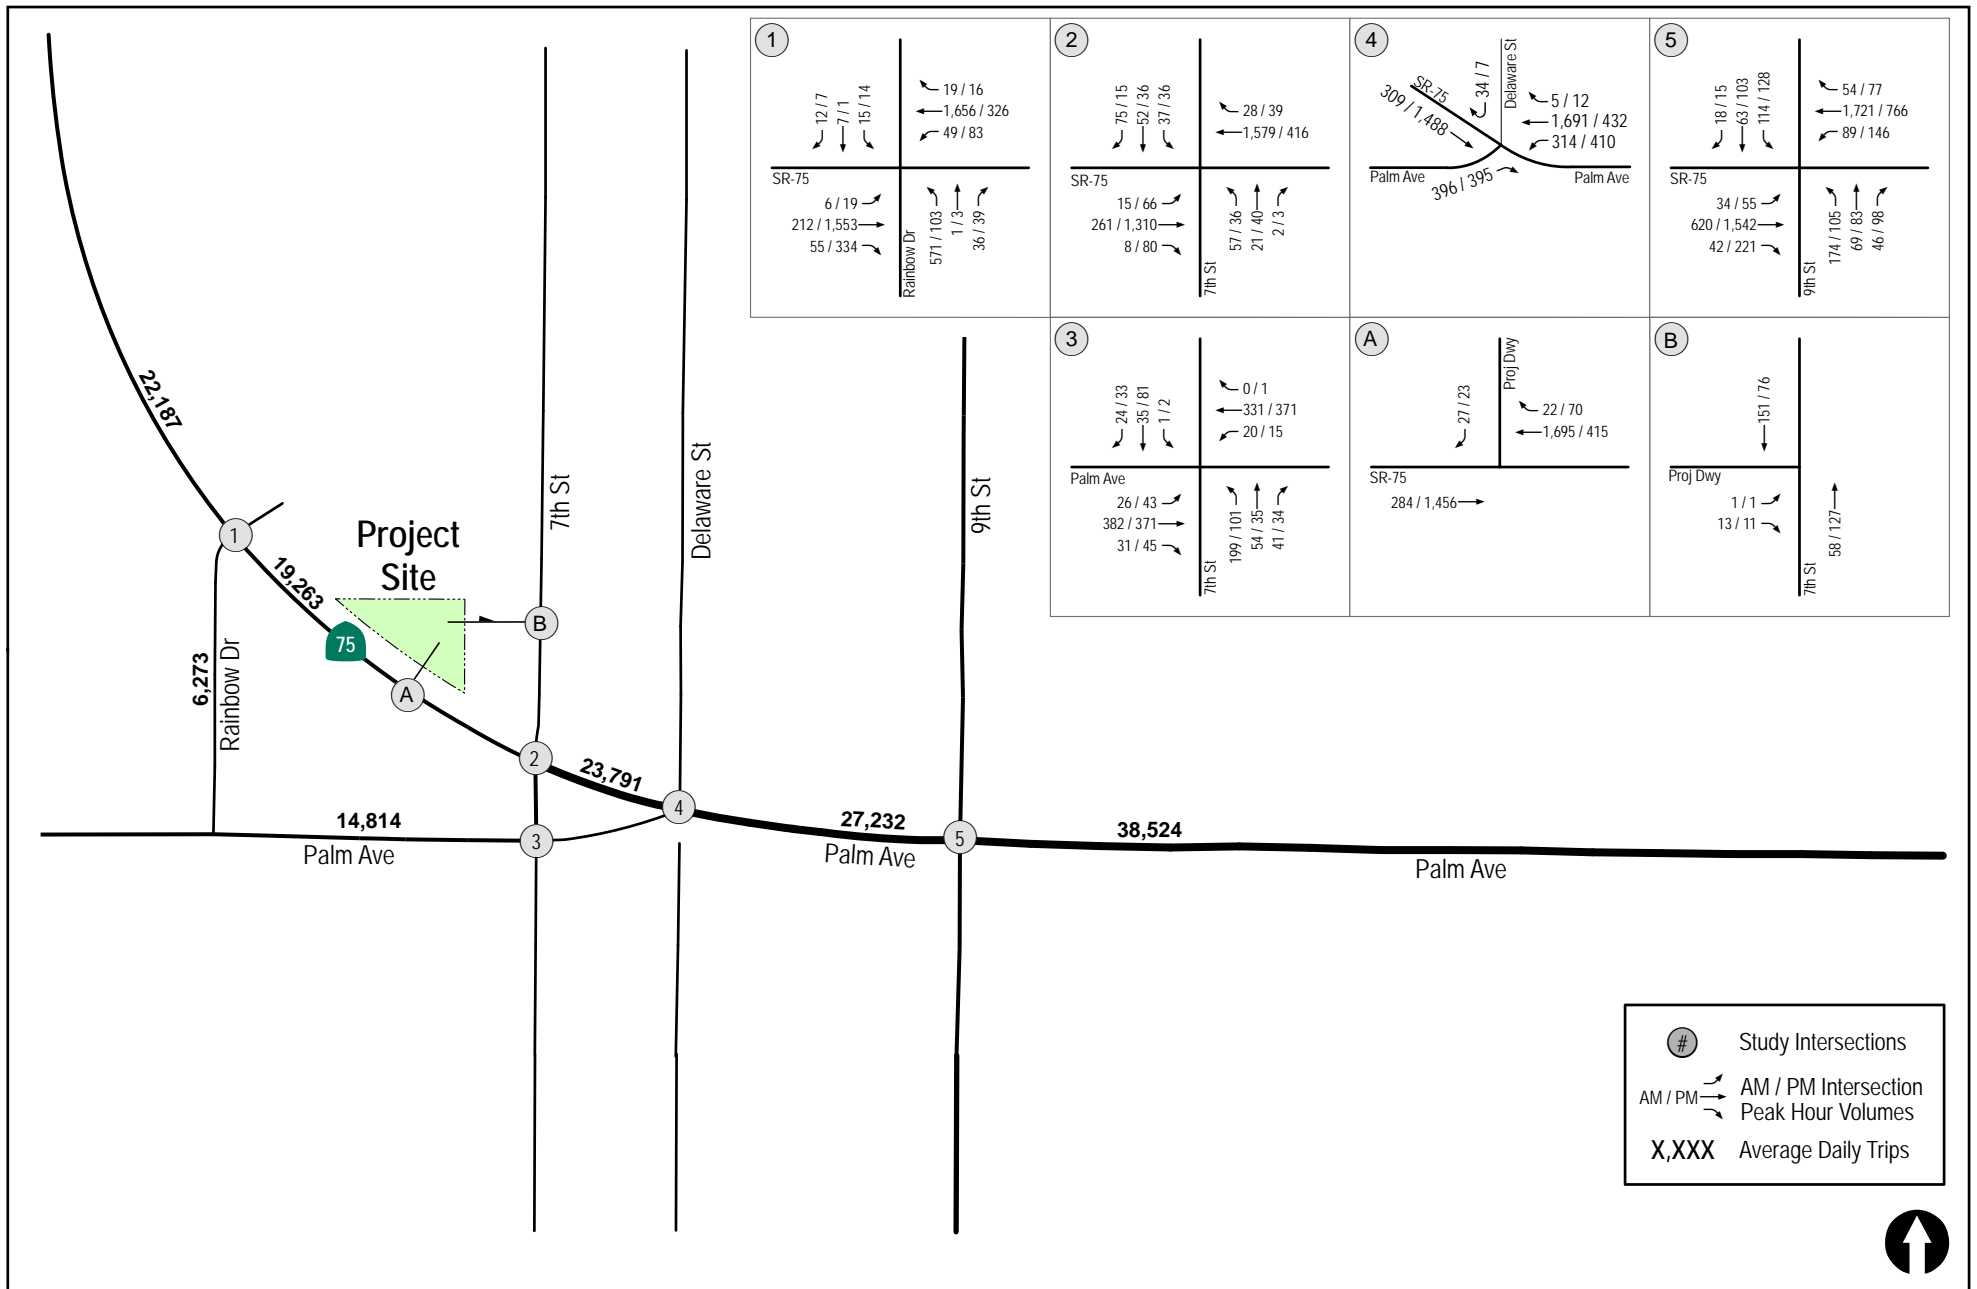 1
12 / 7
7 / 1
15 / 14
19 / 16
1,656 / 326
49 / 83
SR-75
6 / 19
212 / 1,553
55 / 334
Rainbow Dr
571 / 103
1 / 3
36 / 39
2
75 / 15
52 / 36
37 / 36
28 / 39
1,579 / 416
SR-75
15 / 66
261 / 1,310
8 / 80
7th St
57 / 36
21 / 40
2 / 3
4
SR-75
309 / 1,488
34 / 7
Delaware St
5 / 12
1,691 / 432
314 / 410
Palm Ave
396 / 395
Palm Ave
5
18 / 15
63 / 103
114 / 128
54 / 77
1,721 / 766
89 / 146
SR-75
34 / 55
620 / 1,542
42 / 221
9th St
174 / 105
69 / 83
46 / 98
3
24 / 33
35 / 81
1 / 2
0 / 1
331 / 371
20 / 15
Palm Ave
26 / 43
382 / 371
31 / 45
7th St
199 / 101
54 / 35
41 / 34
A
27 / 23
Proj Dwy
22 / 70
1,695 / 415
SR-75
284 / 1,456
B
151 / 76
Proj Dwy
1 / 1
13 / 11
7th St
58 / 127
22,187
1
19,263
Project
Site
75
A
B
7th St
Delaware St
9th St
6,273
Rainbow Dr
2
23,791
4
14,814
Palm Ave
3
27,232
Palm Ave
5
38,524
Palm Ave
# Study Intersections
AM / PM AM / PM Intersection
Peak Hour Volumes
X,XXX Average Daily Trips